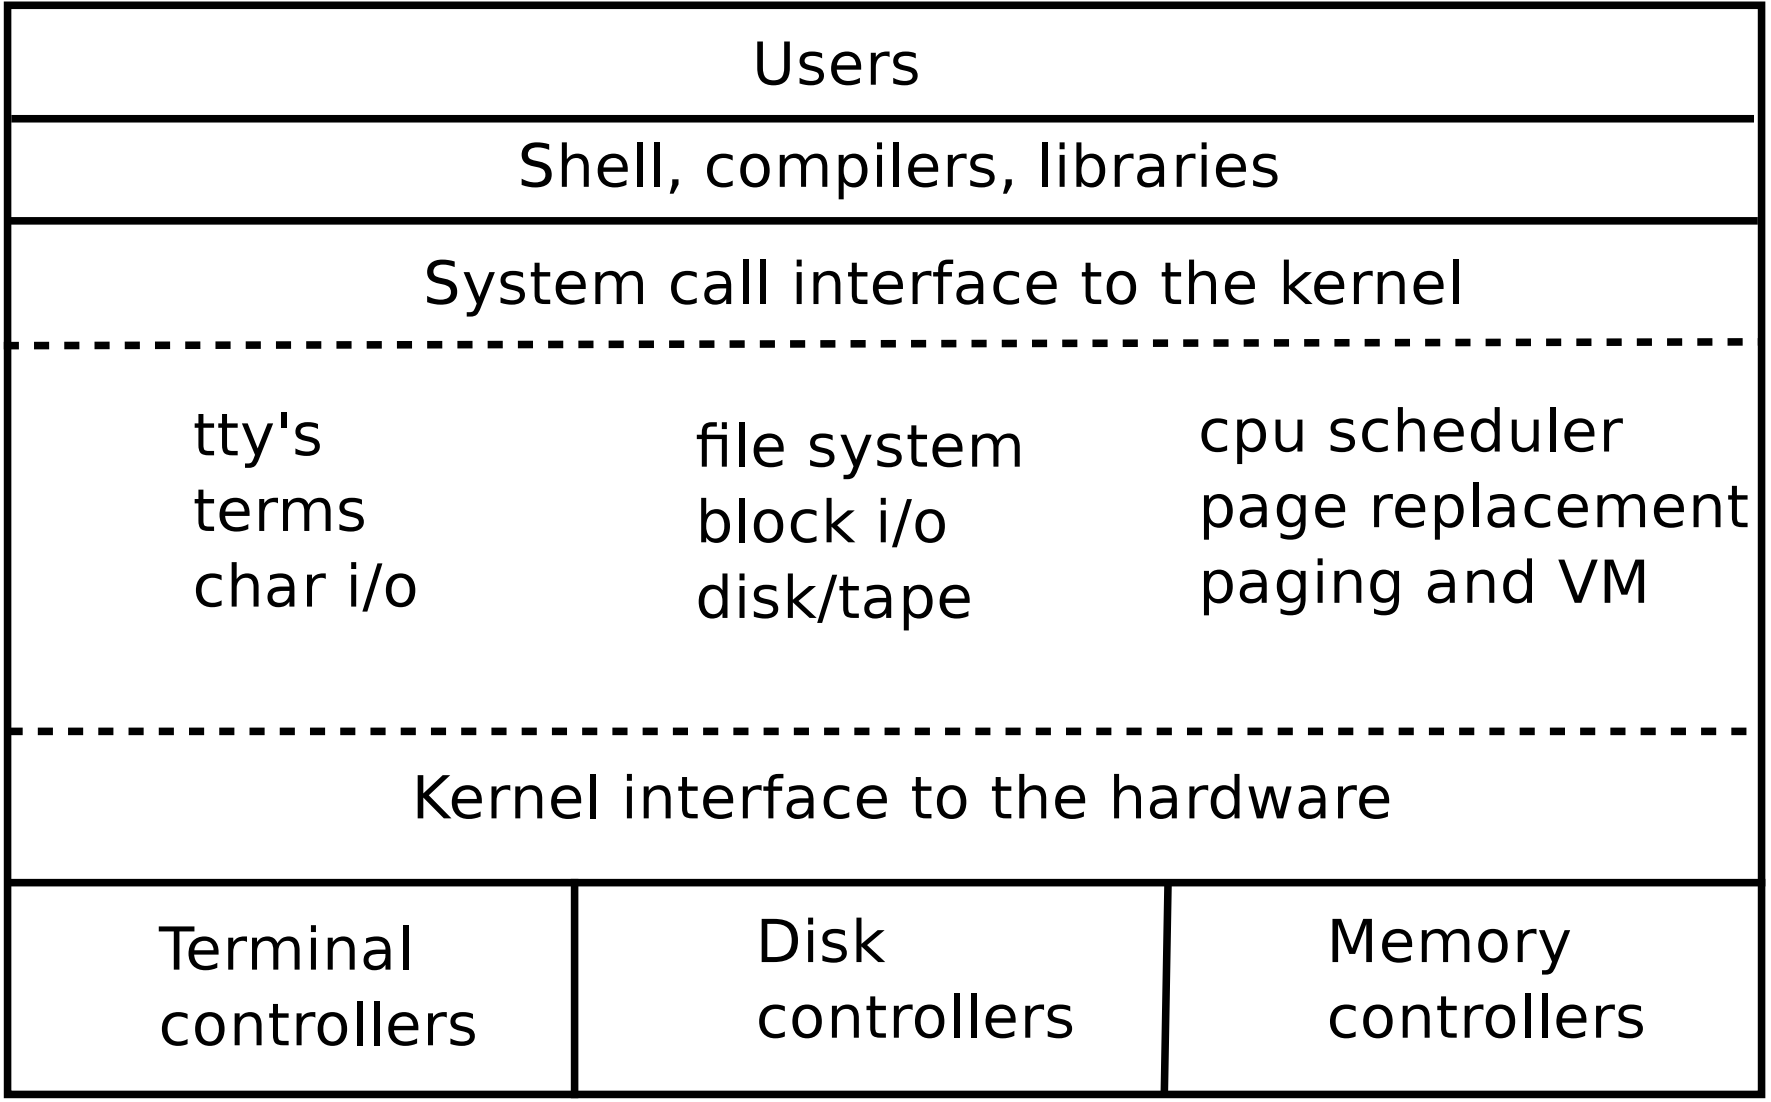 Users
Shell, compilers, libraries
System call interface to the kernel
tty's
terms
char i/o
file system
block i/o
disk/tape
cpu scheduler
page replacement
paging and VM
Kernel interface to the hardware
Terminal
controllers
Disk
controllers
Memory
controllers